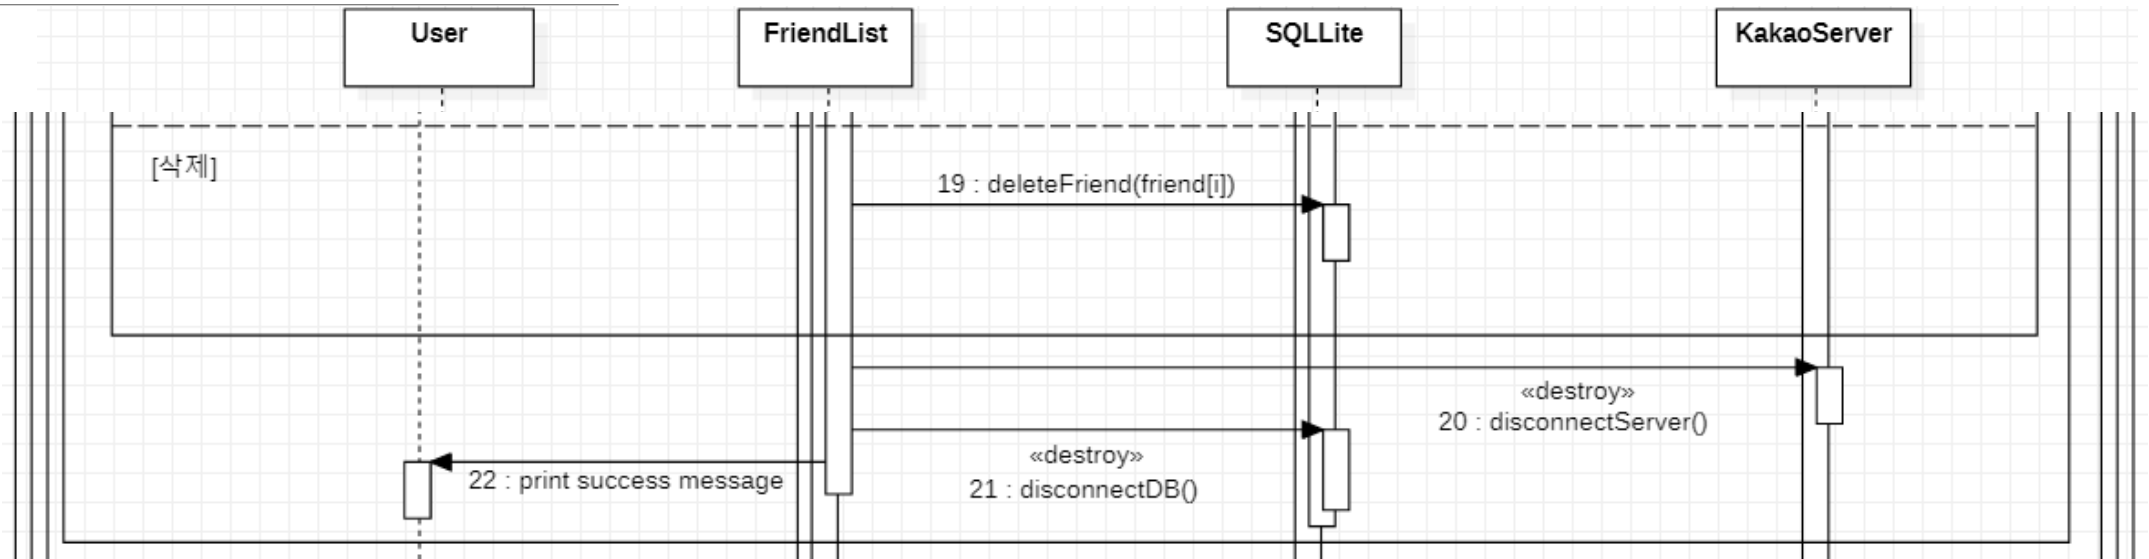 User
FriendList
SQLLite
KakaoServer
[삭제]
19 : deleteFriend(friend[i])
«destroy»
20 : disconnectServer()
«destroy»
21 : disconnectDB()
22 : print success message